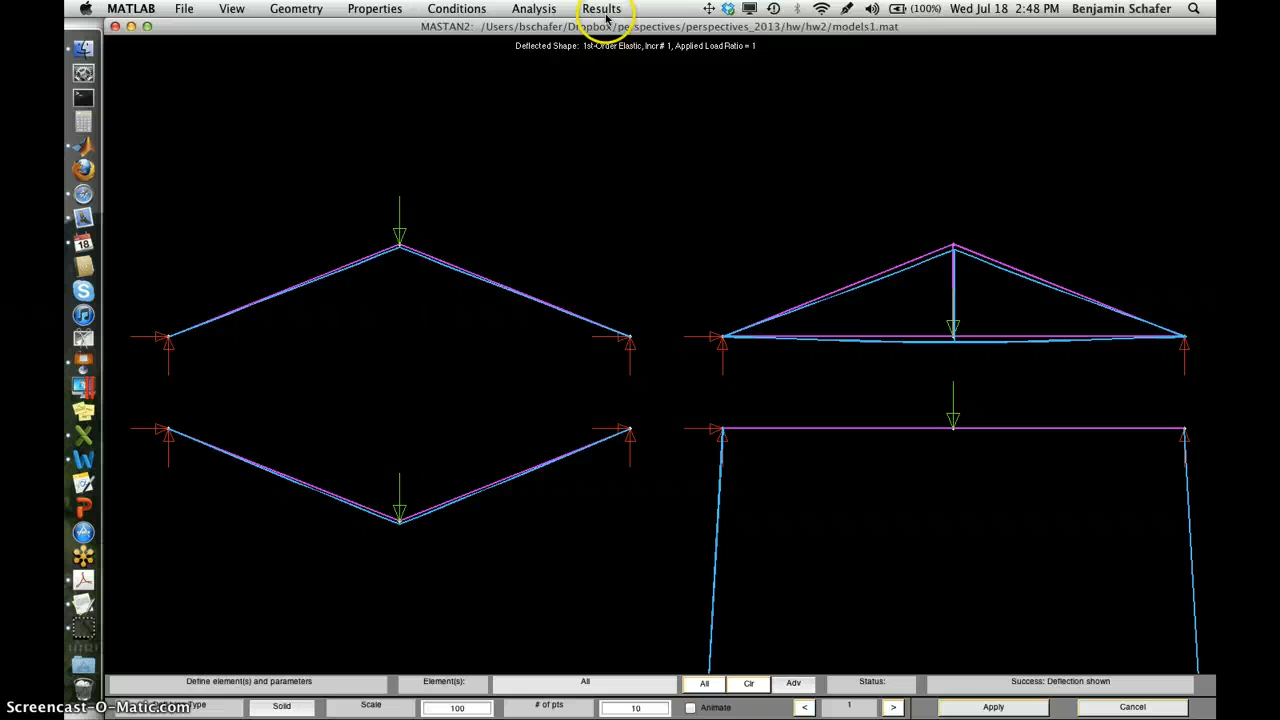 MATLAB File View Geometry Properties Conditions Analysis Results (100%) Wed Jul 18 2:48 PM Benjamin Schafer
MASTAN2: /Users/bschafer/Dropbox/perspectives/perspectives_2013/hw/hw2/models1.mat
Deflected Shape: 1st-Order Elastic, Incr # 1, Applied Load Ratio = 1
18
Define element(s) and parameters Element(s): All All Clr Adv Status: Success: Deflection shown
Type Solid Scale 100 # of pts 10 Animate < 1 > Apply Cancel
Screencast-O-Matic.com